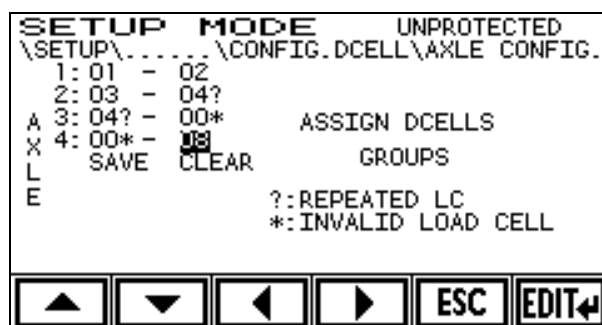 SETUP MODE UNPROTECTED
\SETUP\.......\CONFIG.DCELL\AXLE CONFIG.
1: 01 - 02
2: 03 - 04?
3: 04? - 00*
4: 00* - 08
AXLE
SAVE CLEAR
ASSIGN DCELLS
GROUPS
?:REPEATED LC
*:INVALID LOAD CELL
ESC EDIT↵